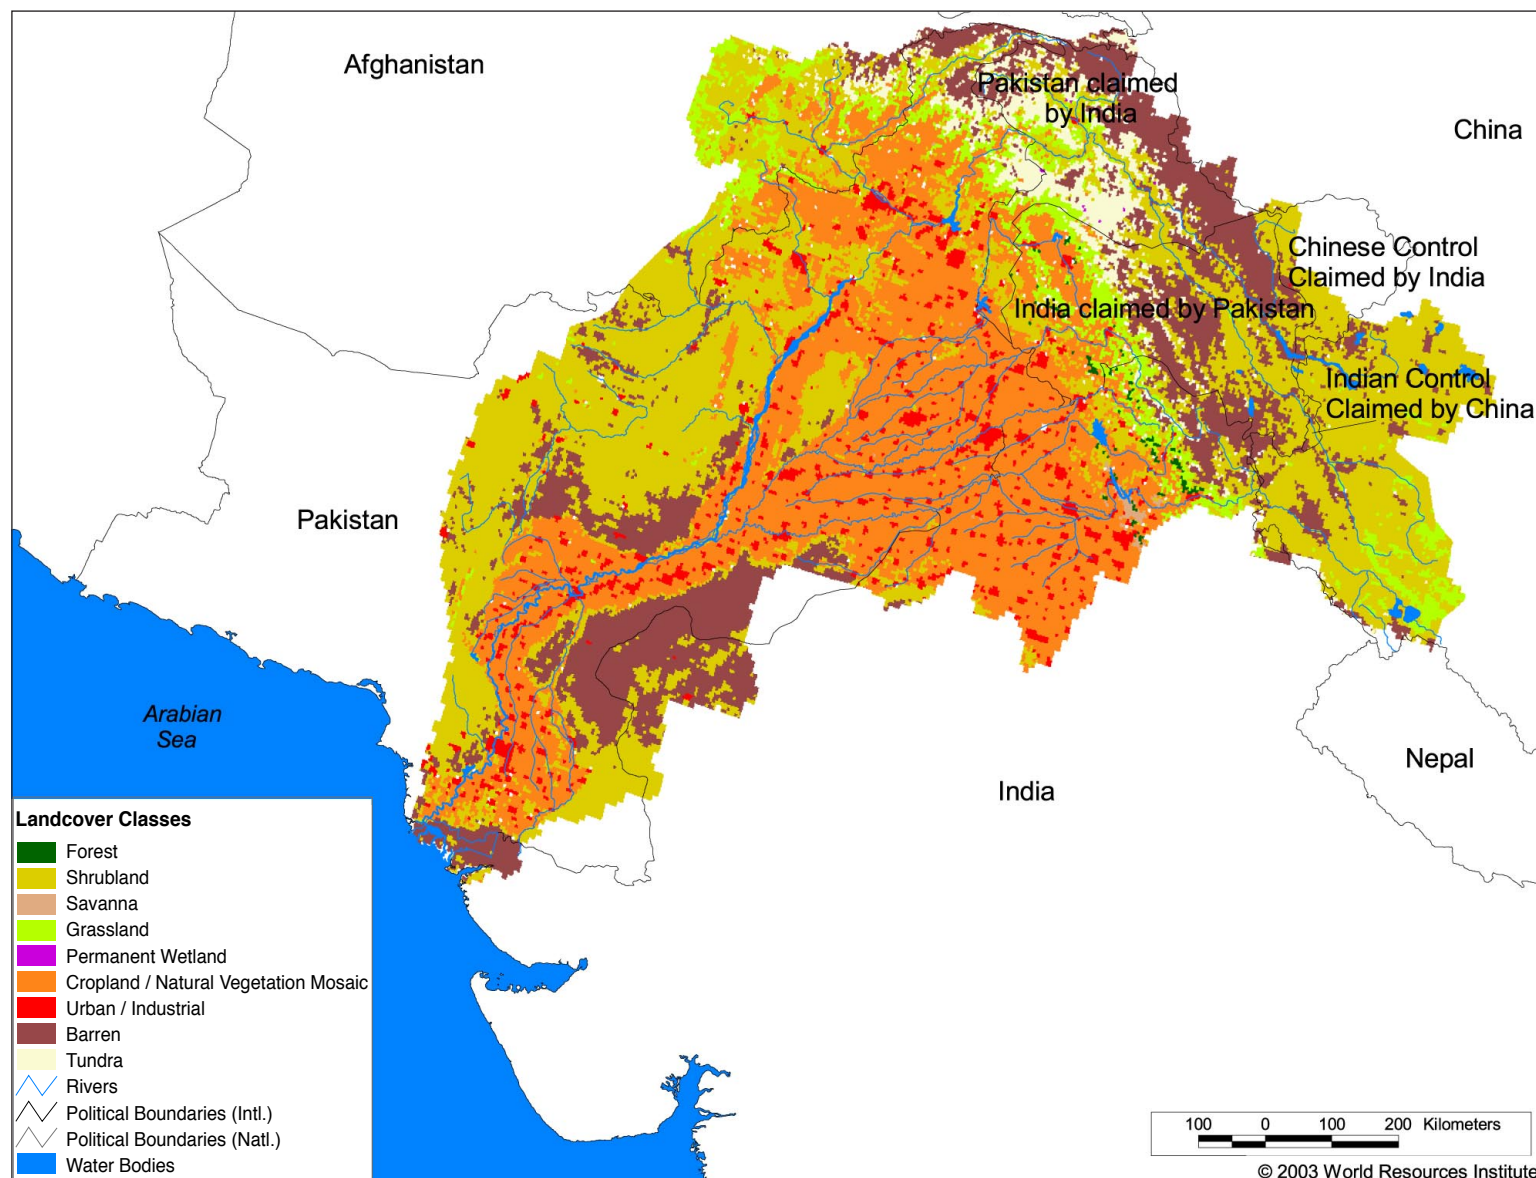 Afghanistan
Pakistan claimed
by India
China
Chinese Control
Claimed by India
India claimed by Pakistan
Indian Control
Claimed by China
Pakistan
Arabian
Sea
Nepal
India
Landcover Classes
Forest
Shrubland
Savanna
Grassland
Permanent Wetland
Cropland / Natural Vegetation Mosaic
Urban / Industrial
Barren
Tundra
Rivers
Political Boundaries (Intl.)
Political Boundaries (Natl.)
Water Bodies
100 0 100 200 Kilometers
© 2003 World Resources Institute